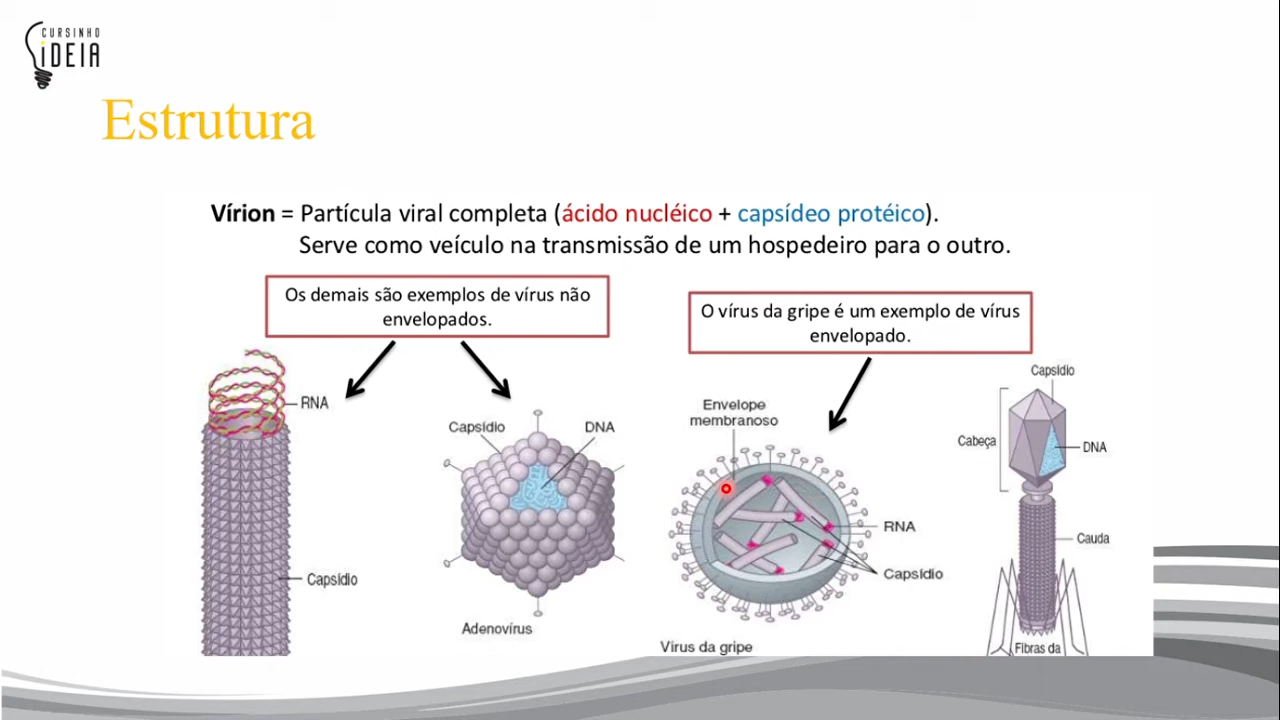 CURSINHO
iDEIA
Estrutura
Vírion = Partícula viral completa (ácido nucléico + capsídeo protéico).
Serve como veículo na transmissão de um hospedeiro para o outro.
Os demais são exemplos de vírus não
envelopados.
O vírus da gripe é um exemplo de vírus
envelopado.
RNA
Capsídio
Capsídio
DNA
Adenovírus
Envelope
membranoso
RNA
Capsídio
Vírus da gripe
Capsídio
Cabeça
DNA
Cauda
Fibras da